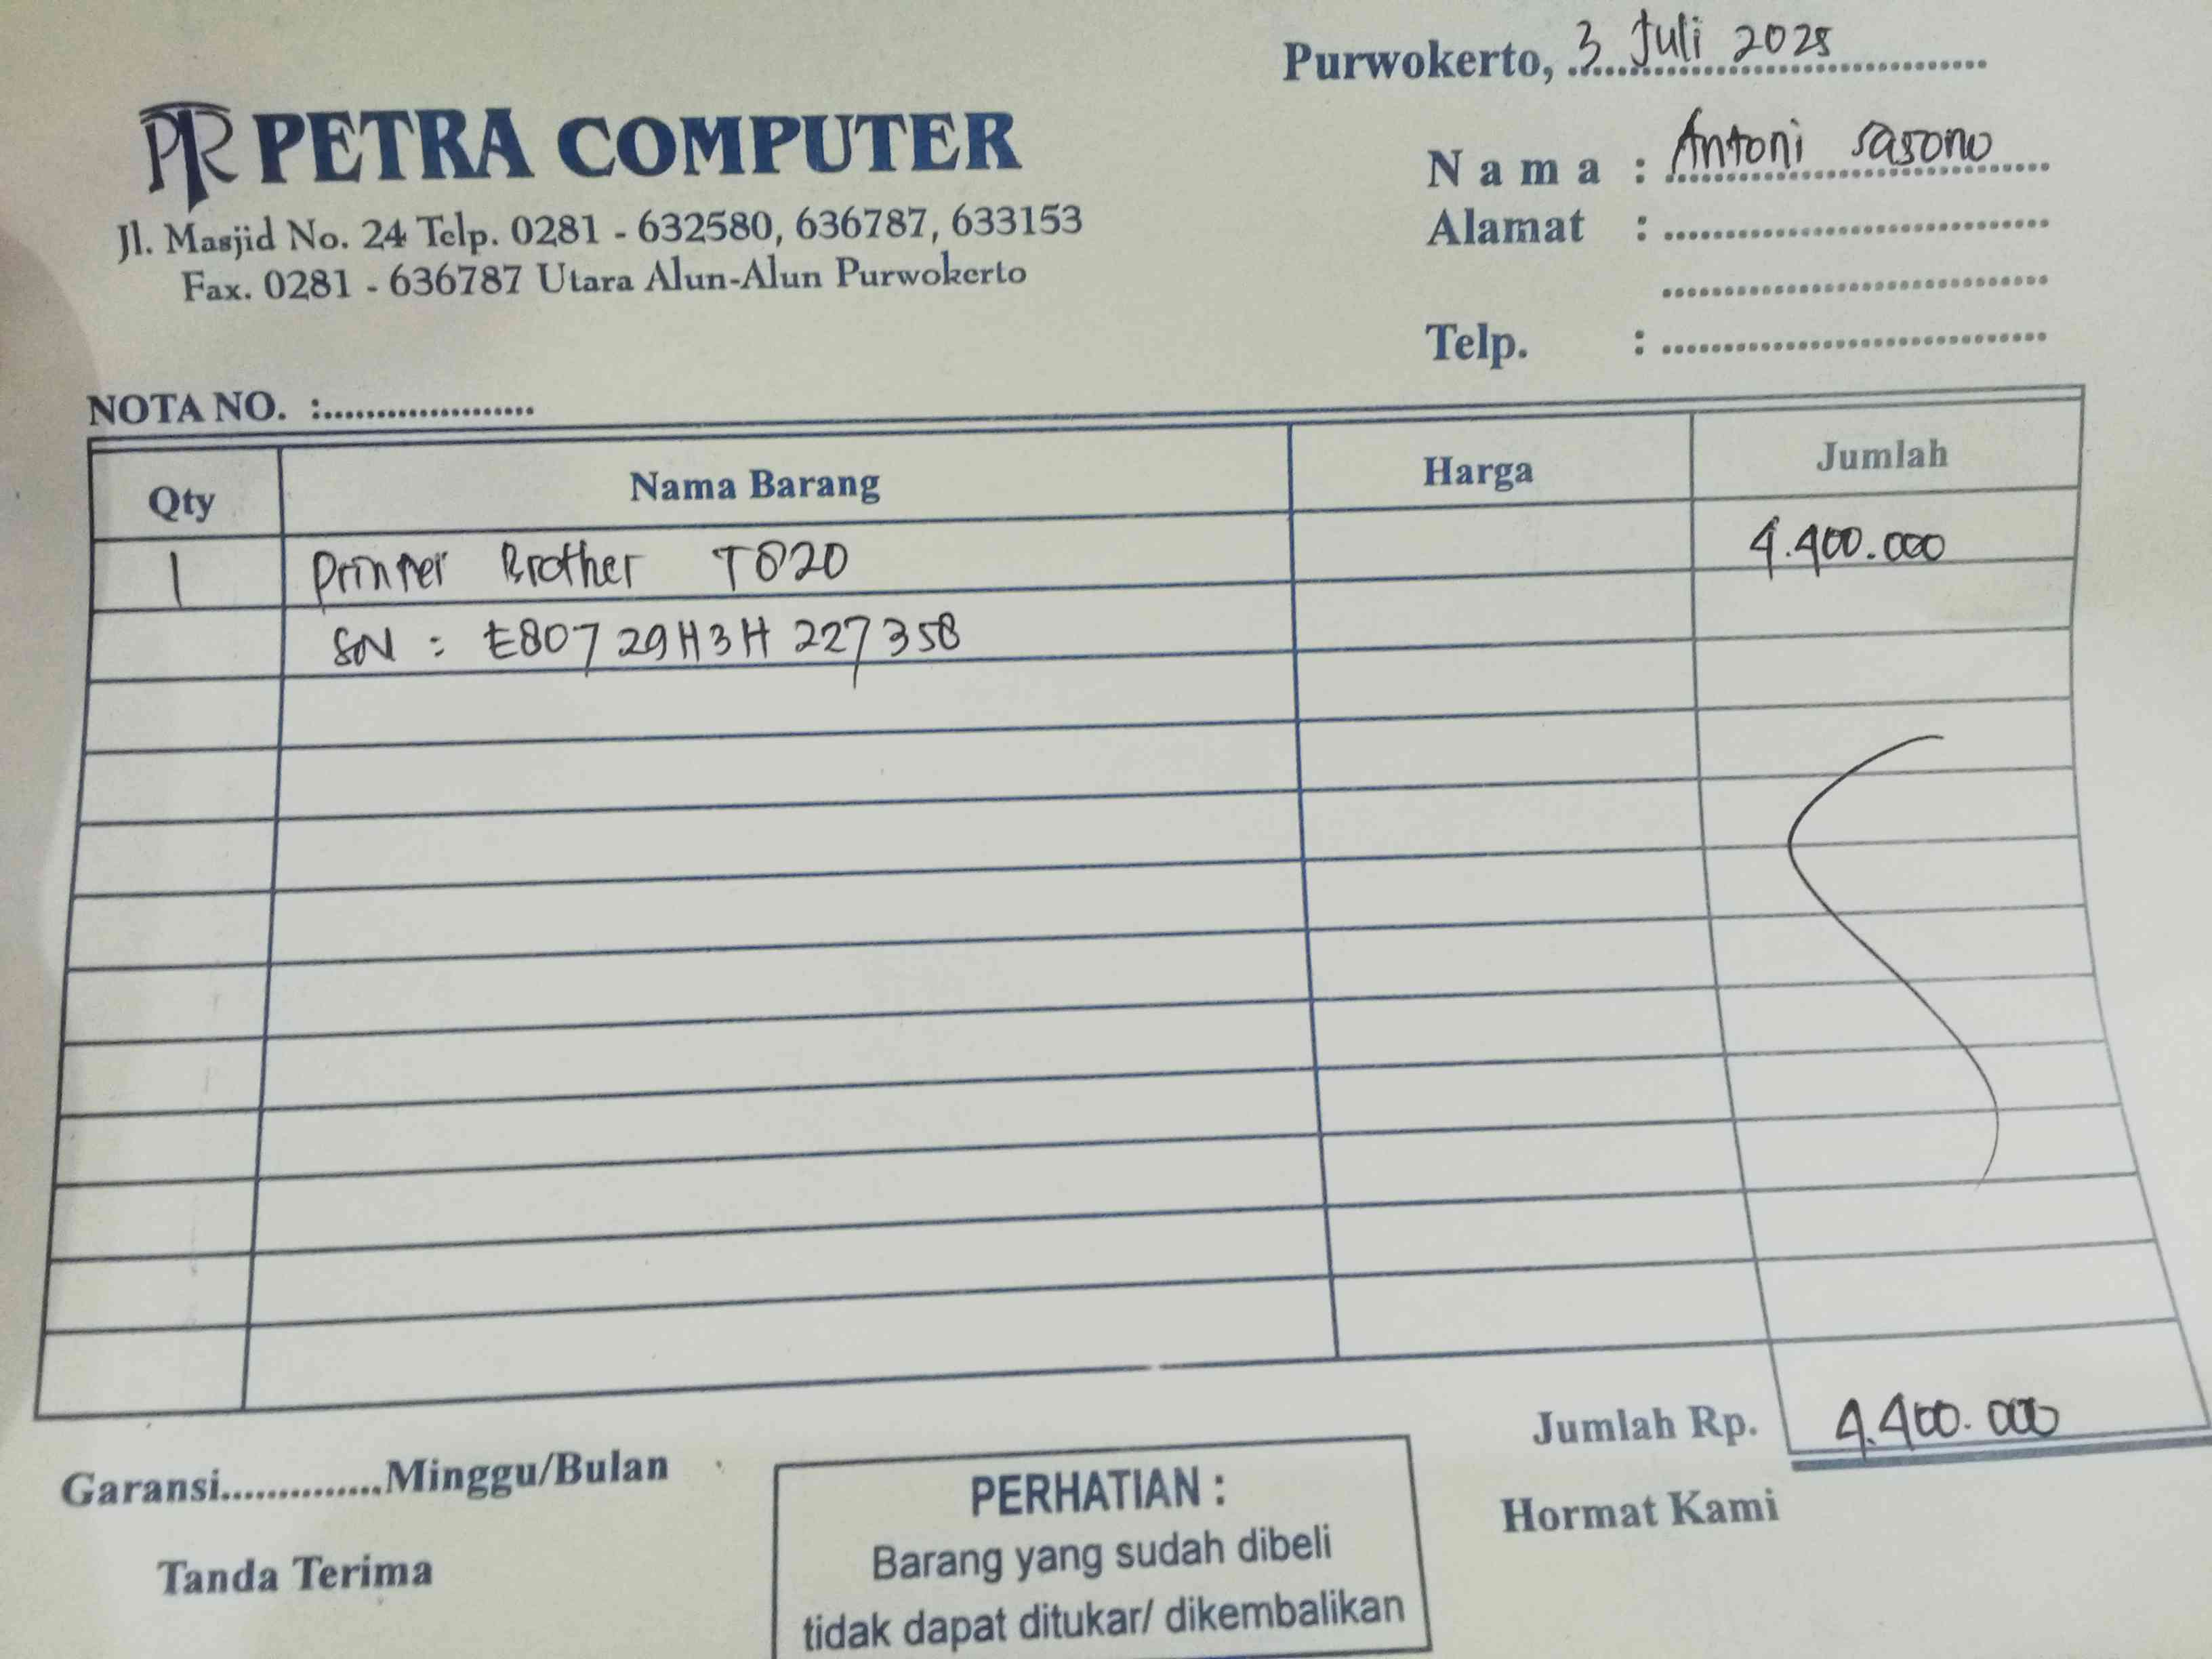 Purwokerto, 3 Juli 2025
PR PETRA COMPUTER
Jl. Masjid No. 24 Telp. 0281 - 632580, 636787, 633153
Fax. 0281 - 636787 Utara Alun-Alun Purwokerto
Nama : Antoni Sasono
Alamat :
Telp. :
NOTA NO. :
Qty Nama Barang Harga Jumlah
1 Printer Brother T820 4.400.000
SN : E80729H3H227358
Jumlah Rp. 4.400.000
Garansi..............Minggu/Bulan
Hormat Kami
Tanda Terima
PERHATIAN :
Barang yang sudah dibeli
tidak dapat ditukar/ dikembalikan